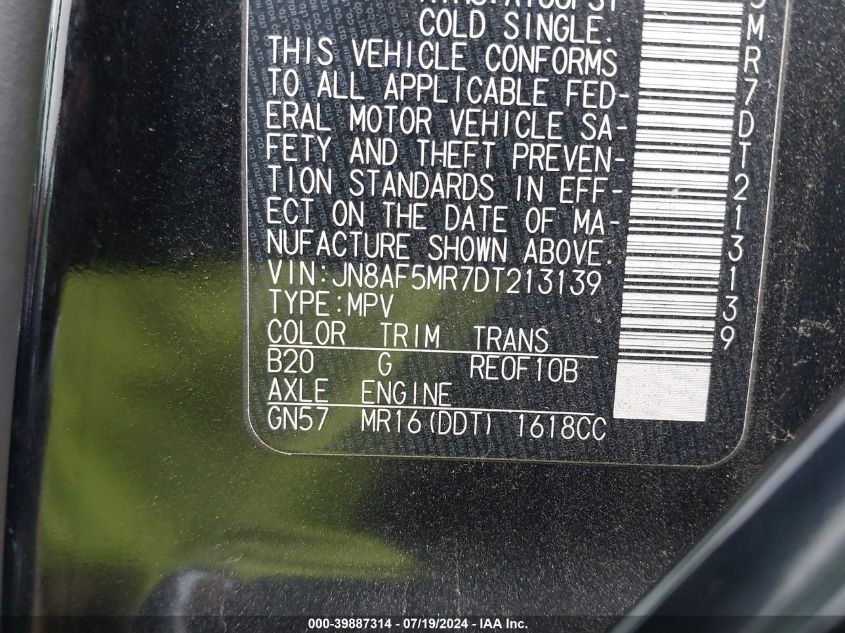 COLD SINGLE.
THIS VEHICLE CONFORMS
TO ALL APPLICABLE FED-
ERAL MOTOR VEHICLE SA-
FETY AND THEFT PREVEN-
TION STANDARDS IN EFF-
ECT ON THE DATE OF MA-
NUFACTURE SHOWN ABOVE.
VIN:JN8AF5MR7DT213139
TYPE:MPV
COLOR TRIM TRANS
B20 G RE0F10B
AXLE ENGINE
GN57 MR16(DDT) 1618CC
5MR7DT213139
000-39887314 - 07/19/2024 - IAA Inc.